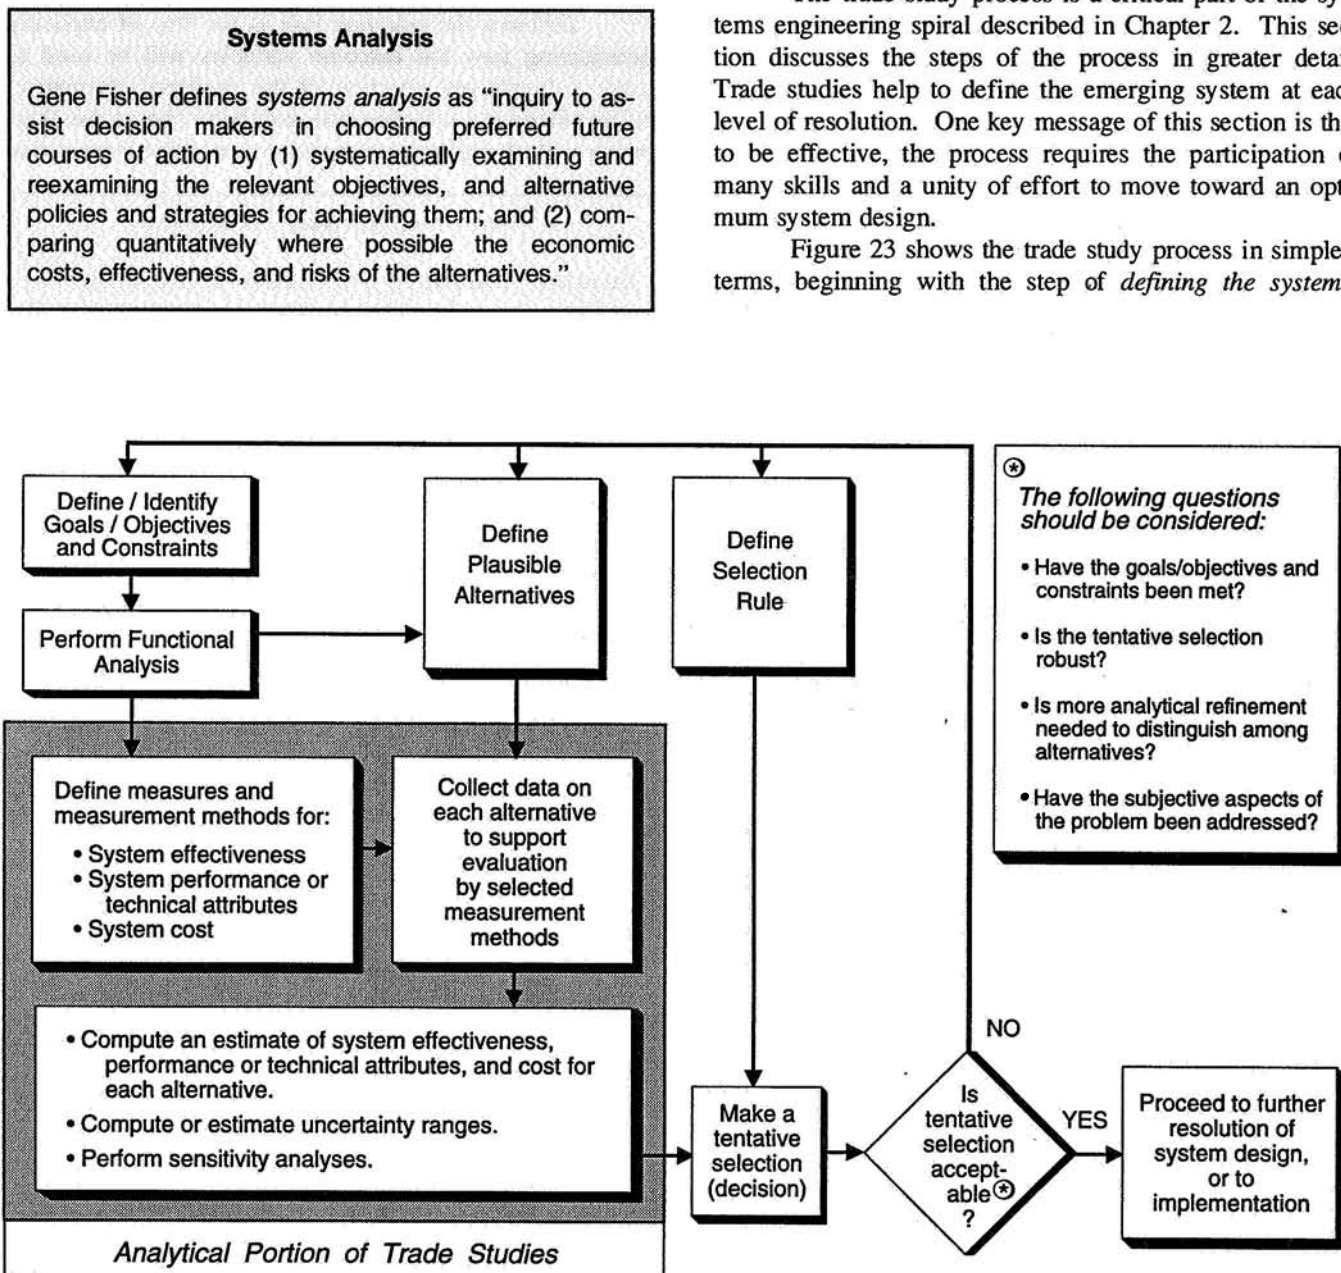 Systems Analysis
Gene Fisher defines systems analysis as “inquiry to as-
sist decision makers in choosing preferred future
courses of action by (1) systematically examining and
reexamining the relevant objectives, and alternative
policies and strategies for achieving them; and (2) com-
paring quantitatively where possible the economic
costs, effectiveness, and risks of the alternatives.”
tems engineering spiral described in Chapter 2. This sec
tion discusses the steps of the process in greater detai
Trade studies help to define the emerging system at eac
level of resolution. One key message of this section is tha
to be effective, the process requires the participation o
many skills and a unity of effort to move toward an opt
mum system design.
Figure 23 shows the trade study process in simple
terms, beginning with the step of defining the system
Define / Identify
Goals / Objectives
and Constraints
Perform Functional
Analysis
Define
Plausible
Alternatives
Define
Selection
Rule
Define measures and
measurement methods for:
• System effectiveness
• System performance or
technical attributes
• System cost
Collect data on
each alternative
to support
evaluation
by selected
measurement
methods
• Compute an estimate of system effectiveness,
performance or technical attributes, and cost for
each alternative.
• Compute or estimate uncertainty ranges.
• Perform sensitivity analyses.
Analytical Portion of Trade Studies
Make a
tentative
selection
(decision)
Is
tentative
selection
accept-
able⊛
?
NO
YES
Proceed to further
resolution of
system design,
or to
implementation
⊛
The following questions
should be considered:
• Have the goals/objectives and
constraints been met?
• Is the tentative selection
robust?
• Is more analytical refinement
needed to distinguish among
alternatives?
• Have the subjective aspects of
the problem been addressed?